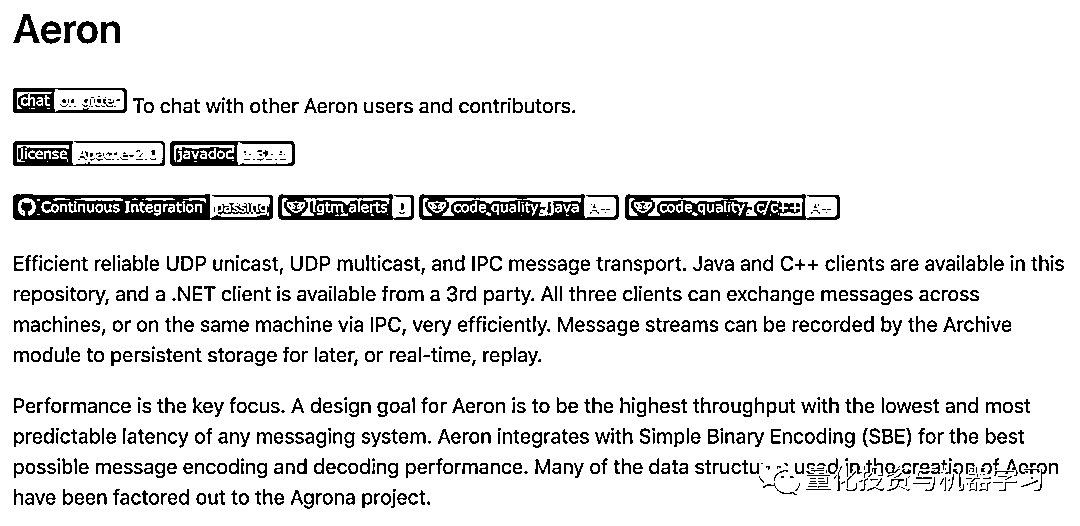 Aeron
chat on gitter To chat with other Aeron users and contributors.
license Apache-2.0 javadoc
Continuous Integration passing lgtm alerts code quality: java code quality: c/c++
Efficient reliable UDP unicast, UDP multicast, and IPC message transport. Java and C++ clients are available in this
repository, and a .NET client is available from a 3rd party. All three clients can exchange messages across
machines, or on the same machine via IPC, very efficiently. Message streams can be recorded by the Archive
module to persistent storage for later, or real-time, replay.
Performance is the key focus. A design goal for Aeron is to be the highest throughput with the lowest and most
predictable latency of any messaging system. Aeron integrates with Simple Binary Encoding (SBE) for the best
possible message encoding and decoding performance. Many of the data structures used in the creation of Aeron
have been factored out to the Agrona project.
量化投资与机器学习